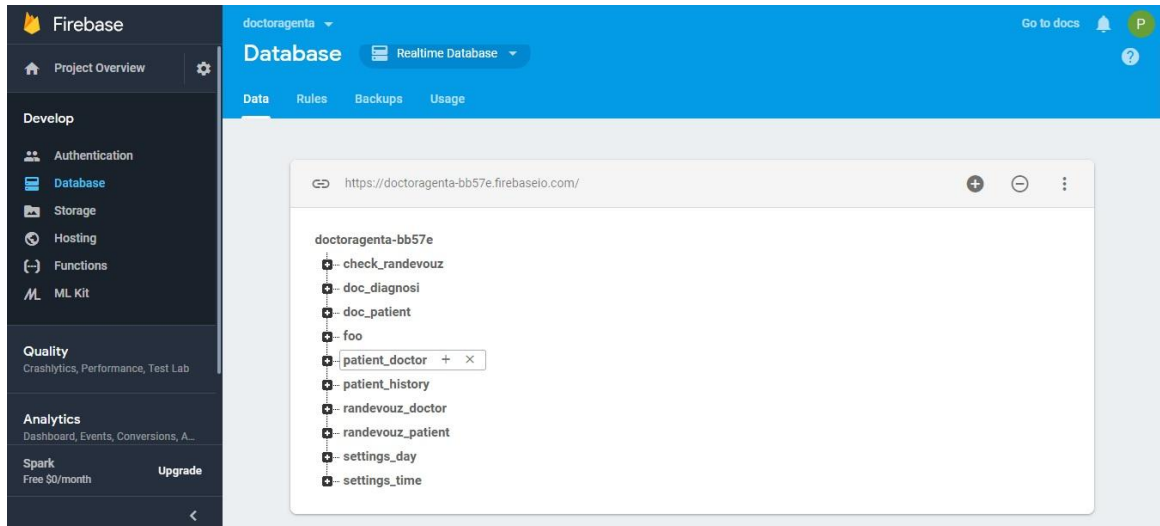 Firebase
Project Overview
Develop
Authentication
Database
Storage
Hosting
Functions
ML Kit
Quality
Crashlytics, Performance, Test Lab
Analytics
Dashboard, Events, Conversions, A...
Spark
Free $0/month
Upgrade
doctoragenta
Go to docs
P
Database
Realtime Database
Data Rules Backups Usage
https://doctoragenta-bb57e.firebaseio.com/
doctoragenta-bb57e
check_randevouz
doc_diagnosi
doc_patient
foo
patient_doctor
patient_history
randevouz_doctor
randevouz_patient
settings_day
settings_time